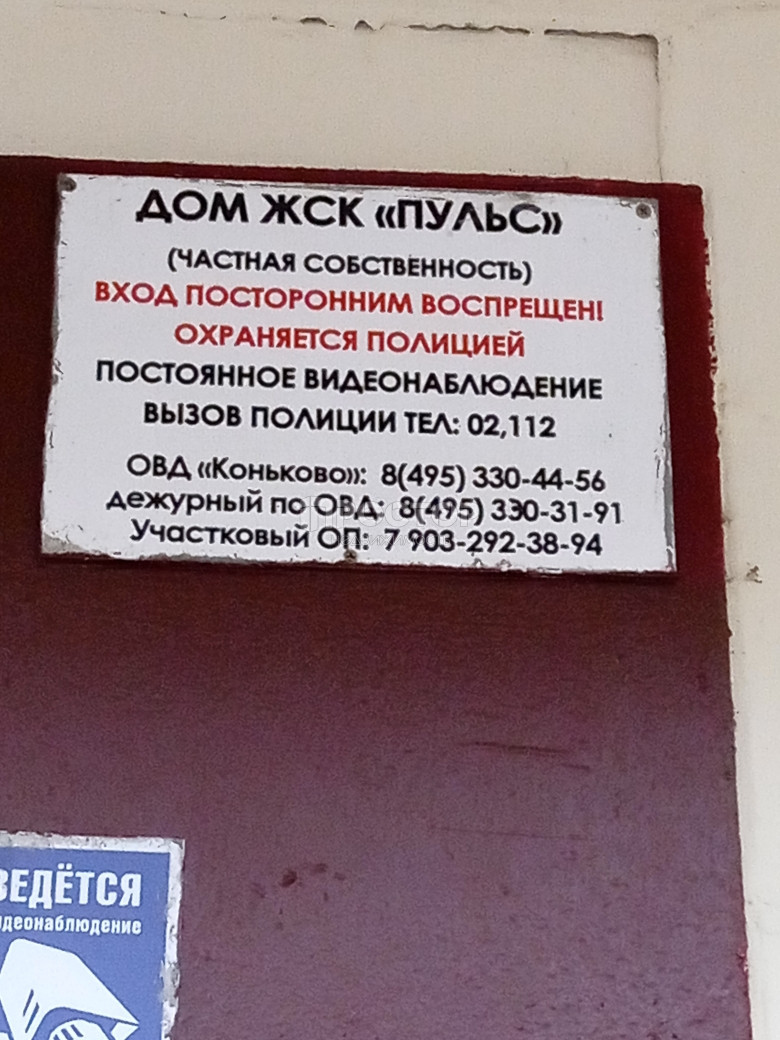 ДОМ ЖСК «ПУЛЬС»
(ЧАСТНАЯ СОБСТВЕННОСТЬ)
ВХОД ПОСТОРОННИМ ВОСПРЕЩЕН!
ОХРАНЯЕТСЯ ПОЛИЦИЕЙ
ПОСТОЯННОЕ ВИДЕОНАБЛЮДЕНИЕ
ВЫЗОВ ПОЛИЦИИ ТЕЛ: 02,112
ОВД «Коньково»: 8(495) 330-44-56
дежурный по ОВД: 8(495) 330-31-91
Участковый ОП: 7 903-292-38-94
ВЕДЁТСЯ